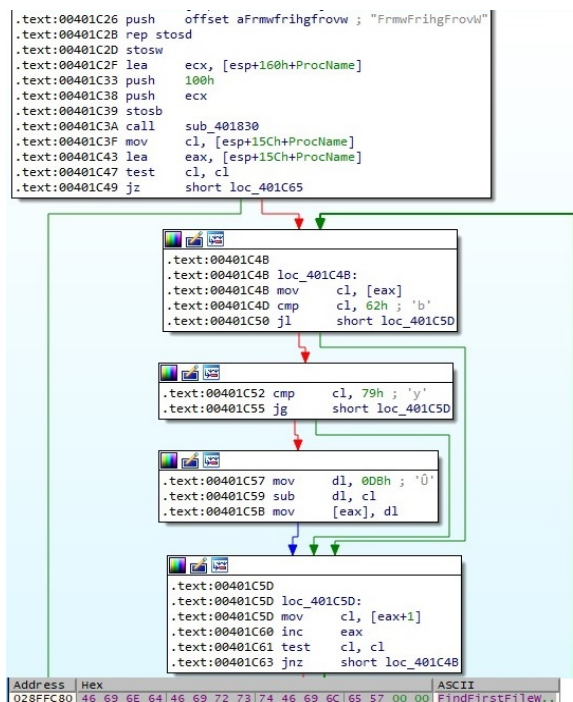 .text:00401C26 push offset aFrmwfrihgfrovw ; "FrmwFrihgFrovW"
.text:00401C2B rep stosd
.text:00401C2D stosw
.text:00401C2F lea ecx, [esp+160h+ProcName]
.text:00401C33 push 100h
.text:00401C38 push ecx
.text:00401C39 stosb
.text:00401C3A call sub_401830
.text:00401C3F mov cl, [esp+15Ch+ProcName]
.text:00401C43 lea eax, [esp+15Ch+ProcName]
.text:00401C47 test cl, cl
.text:00401C49 jz short loc_401C65
.text:00401C4B
.text:00401C4B loc_401C4B:
.text:00401C4B mov cl, [eax]
.text:00401C4D cmp cl, 62h ; 'b'
.text:00401C50 jl short loc_401C5D
.text:00401C52 cmp cl, 79h ; 'y'
.text:00401C55 jg short loc_401C5D
.text:00401C57 mov dl, 0DBh ; 'Û'
.text:00401C59 sub dl, cl
.text:00401C5B mov [eax], dl
.text:00401C5D
.text:00401C5D loc_401C5D:
.text:00401C5D mov cl, [eax+1]
.text:00401C60 inc eax
.text:00401C61 test cl, cl
.text:00401C63 jnz short loc_401C4B
Address Hex ASCII
028FFC80 46 69 6E 64 46 69 72 73 74 46 69 6C 65 57 00 00 FindFirstFileW..